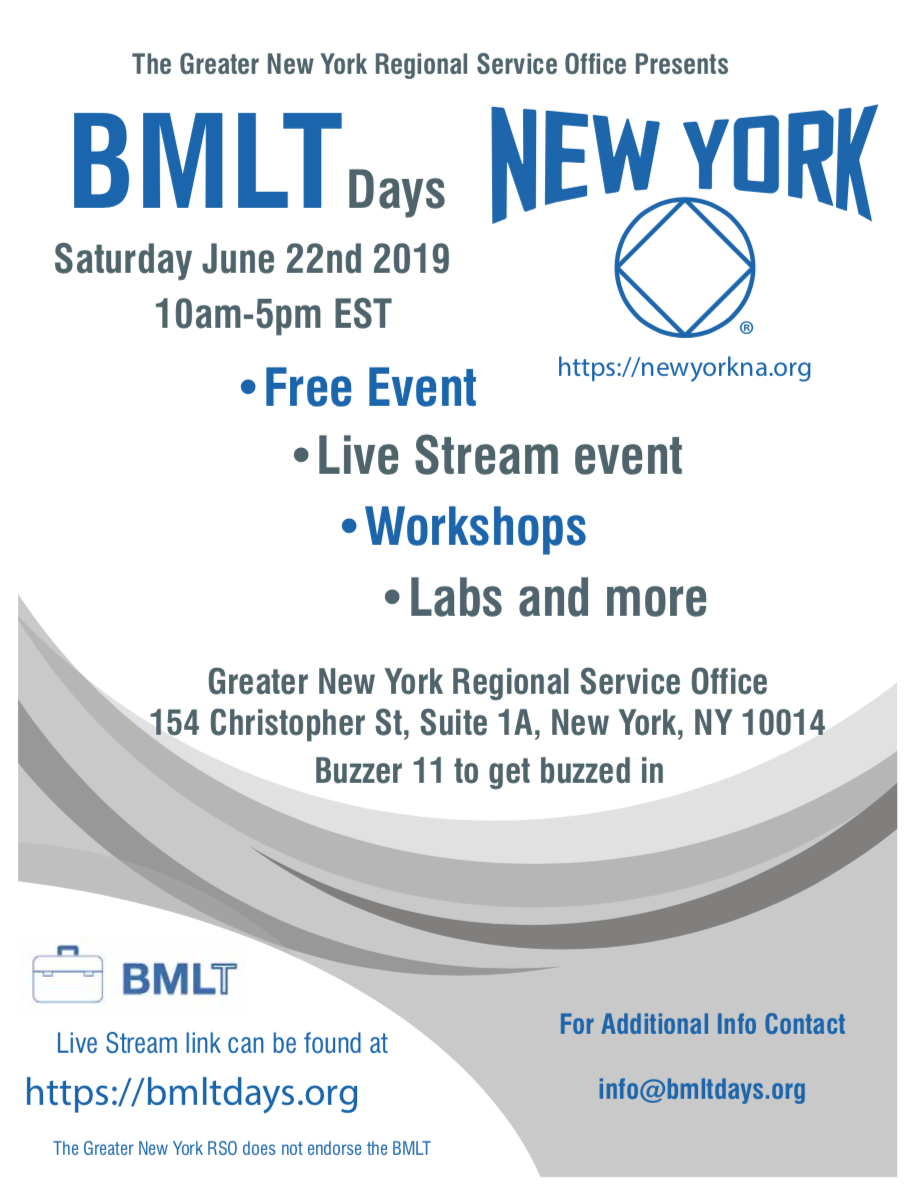 The Greater New York Regional Service Office Presents
BMLT Days
NEW YORK
Saturday June 22nd 2019
10am-5pm EST
®
https://newyorkna.org
•Free Event
•Live Stream event
•Workshops
•Labs and more
Greater New York Regional Service Office
154 Christopher St, Suite 1A, New York, NY 10014
Buzzer 11 to get buzzed in
BMLT
Live Stream link can be found at
https://bmltdays.org
The Greater New York RSO does not endorse the BMLT
For Additional Info Contact
info@bmltdays.org